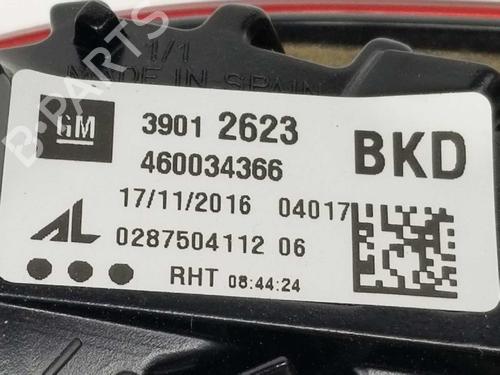 1/1
MADE IN SPAIN
GM 3901 2623
460034366 BKD
17/11/2016 04017
AL 0287504112 06
RHT 08:44:24
B-PARTS